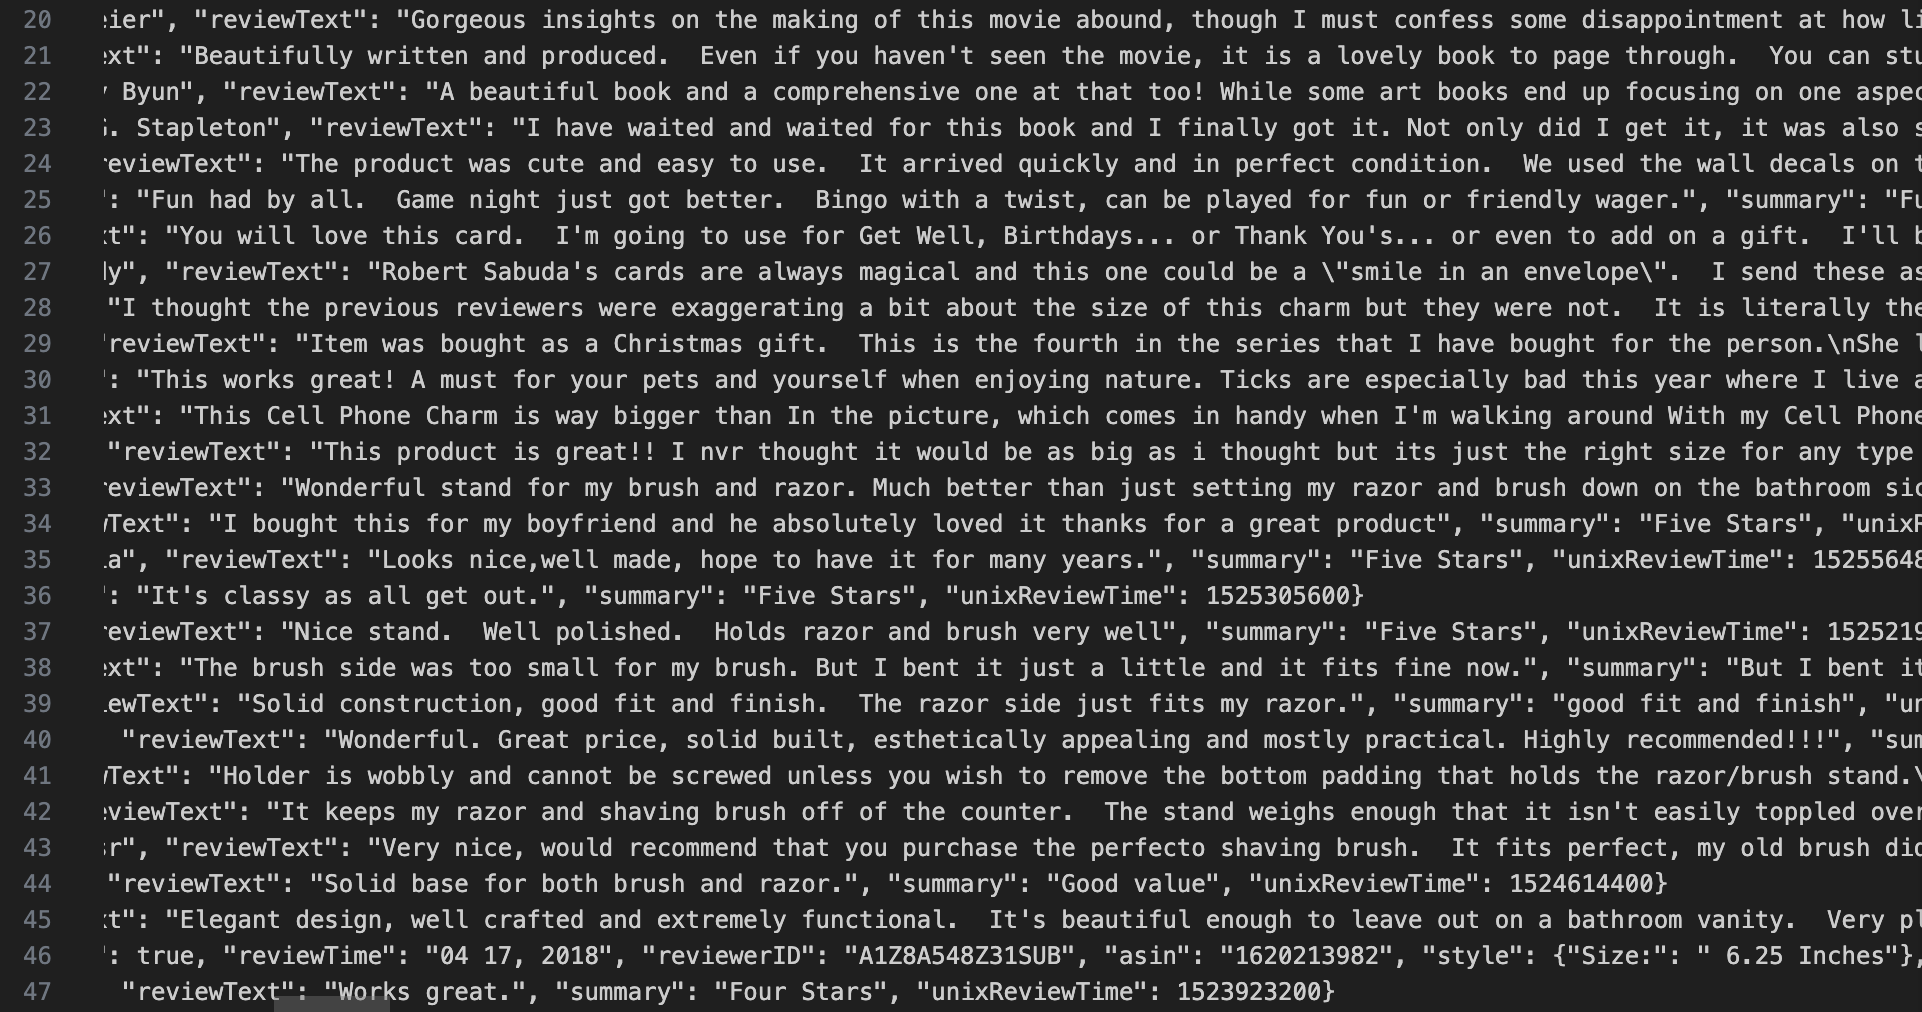 20 eier", "reviewText": "Gorgeous insights on the making of this movie abound, though I must confess some disappointment at how li
21 ext": "Beautifully written and produced.  Even if you haven't seen the movie, it is a lovely book to page through.  You can stu
22 y Byun", "reviewText": "A beautiful book and a comprehensive one at that too! While some art books end up focusing on one aspec
23 G. Stapleton", "reviewText": "I have waited and waited for this book and I finally got it. Not only did I get it, it was also s
24 reviewText": "The product was cute and easy to use.  It arrived quickly and in perfect condition.  We used the wall decals on t
25 ": "Fun had by all.  Game night just got better.  Bingo with a twist, can be played for fun or friendly wager.", "summary": "Fu
26 xt": "You will love this card.  I'm going to use for Get Well, Birthdays... or Thank You's... or even to add on a gift.  I'll b
27 ly", "reviewText": "Robert Sabuda's cards are always magical and this one could be a \"smile in an envelope\".  I send these as
28 "I thought the previous reviewers were exaggerating a bit about the size of this charm but they were not.  It is literally the
29 "reviewText": "Item was bought as a Christmas gift.  This is the fourth in the series that I have bought for the person.\nShe l
30 ": "This works great! A must for your pets and yourself when enjoying nature. Ticks are especially bad this year where I live a
31 ext": "This Cell Phone Charm is way bigger than In the picture, which comes in handy when I'm walking around With my Cell Phone
32 "reviewText": "This product is great!! I nvr thought it would be as big as i thought but its just the right size for any type
33 reviewText": "Wonderful stand for my brush and razor. Much better than just setting my razor and brush down on the bathroom sid
34 wText": "I bought this for my boyfriend and he absolutely loved it thanks for a great product", "summary": "Five Stars", "unixR
35 la", "reviewText": "Looks nice,well made, hope to have it for many years.", "summary": "Five Stars", "unixReviewTime": 15255648
36 ": "It's classy as all get out.", "summary": "Five Stars", "unixReviewTime": 1525305600}
37 reviewText": "Nice stand.  Well polished.  Holds razor and brush very well", "summary": "Five Stars", "unixReviewTime": 1525219
38 ext": "The brush side was too small for my brush. But I bent it just a little and it fits fine now.", "summary": "But I bent it
39 iewText": "Solid construction, good fit and finish.  The razor side just fits my razor.", "summary": "good fit and finish", "un
40 "reviewText": "Wonderful. Great price, solid built, esthetically appealing and mostly practical. Highly recommended!!!", "sum
41 wText": "Holder is wobbly and cannot be screwed unless you wish to remove the bottom padding that holds the razor/brush stand.\
42 eviewText": "It keeps my razor and shaving brush off of the counter.  The stand weighs enough that it isn't easily toppled over
43 sr", "reviewText": "Very nice, would recommend that you purchase the perfecto shaving brush.  It fits perfect, my old brush did
44 "reviewText": "Solid base for both brush and razor.", "summary": "Good value", "unixReviewTime": 1524614400}
45 xt": "Elegant design, well crafted and extremely functional.  It's beautiful enough to leave out on a bathroom vanity.  Very pl
46 ": true, "reviewTime": "04 17, 2018", "reviewerID": "A1Z8A548Z31SUB", "asin": "1620213982", "style": {"Size:": " 6.25 Inches"},
47 "reviewText": "Works great.", "summary": "Four Stars", "unixReviewTime": 1523923200}